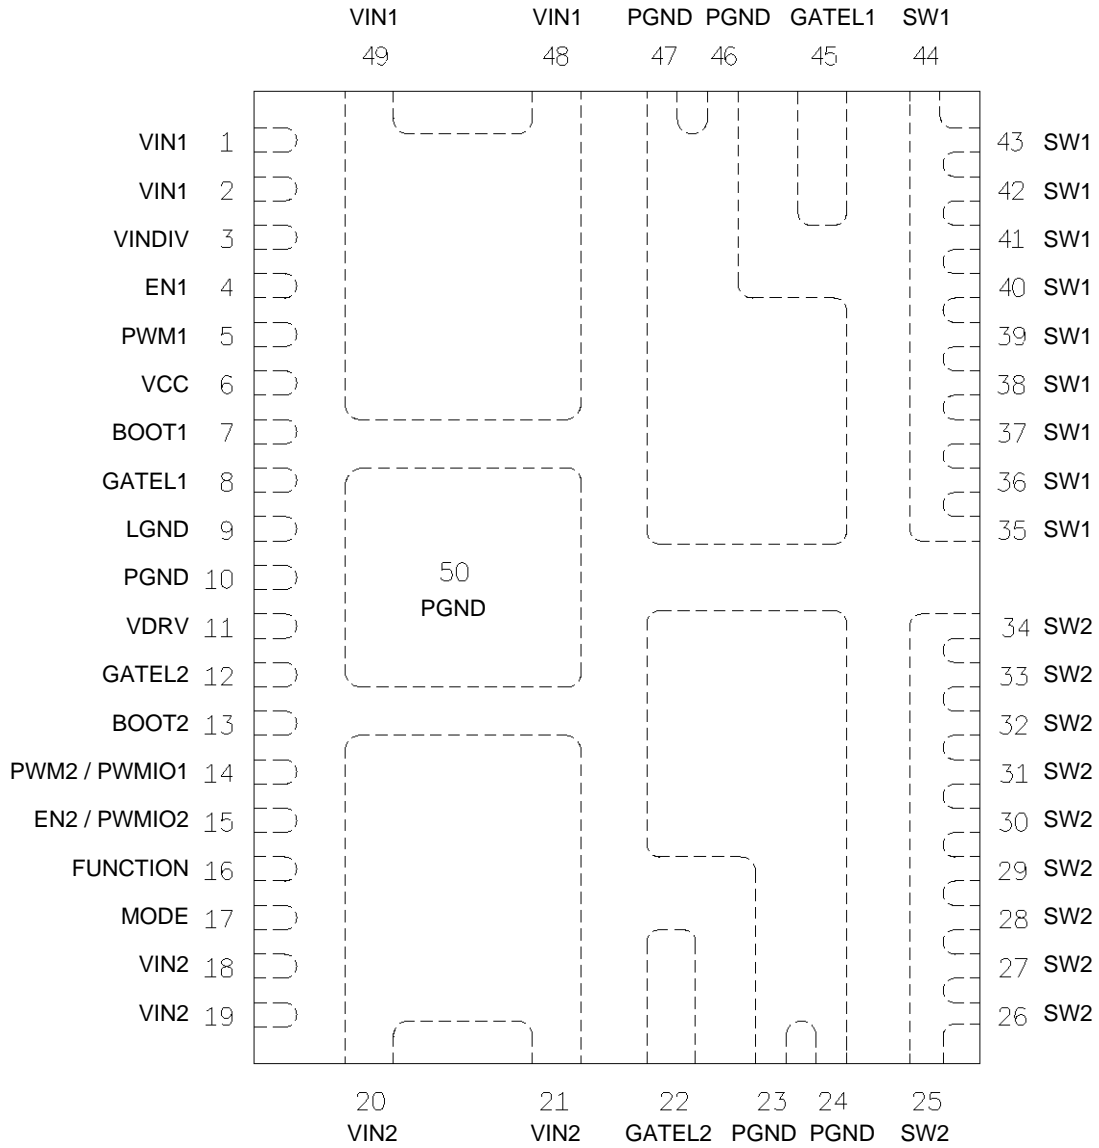 VIN1 VIN1 PGND PGND GATEL1 SW1
49 48 47 46 45 44
VIN1 1 43 SW1
VIN1 2 42 SW1
VINDIV 3 41 SW1
EN1 4 40 SW1
PWM1 5 39 SW1
VCC 6 38 SW1
BOOT1 7 37 SW1
GATEL1 8 36 SW1
LGND 9 35 SW1
50
PGND 10
PGND
VDRV 11 34 SW2
GATEL2 12 33 SW2
BOOT2 13 32 SW2
PWM2 / PWMIO1 14 31 SW2
EN2 / PWMIO2 15 30 SW2
FUNCTION 16 29 SW2
MODE 17 28 SW2
VIN2 18 27 SW2
VIN2 19 26 SW2
20 21 22 23 24 25
VIN2 VIN2 GATEL2 PGND PGND SW2